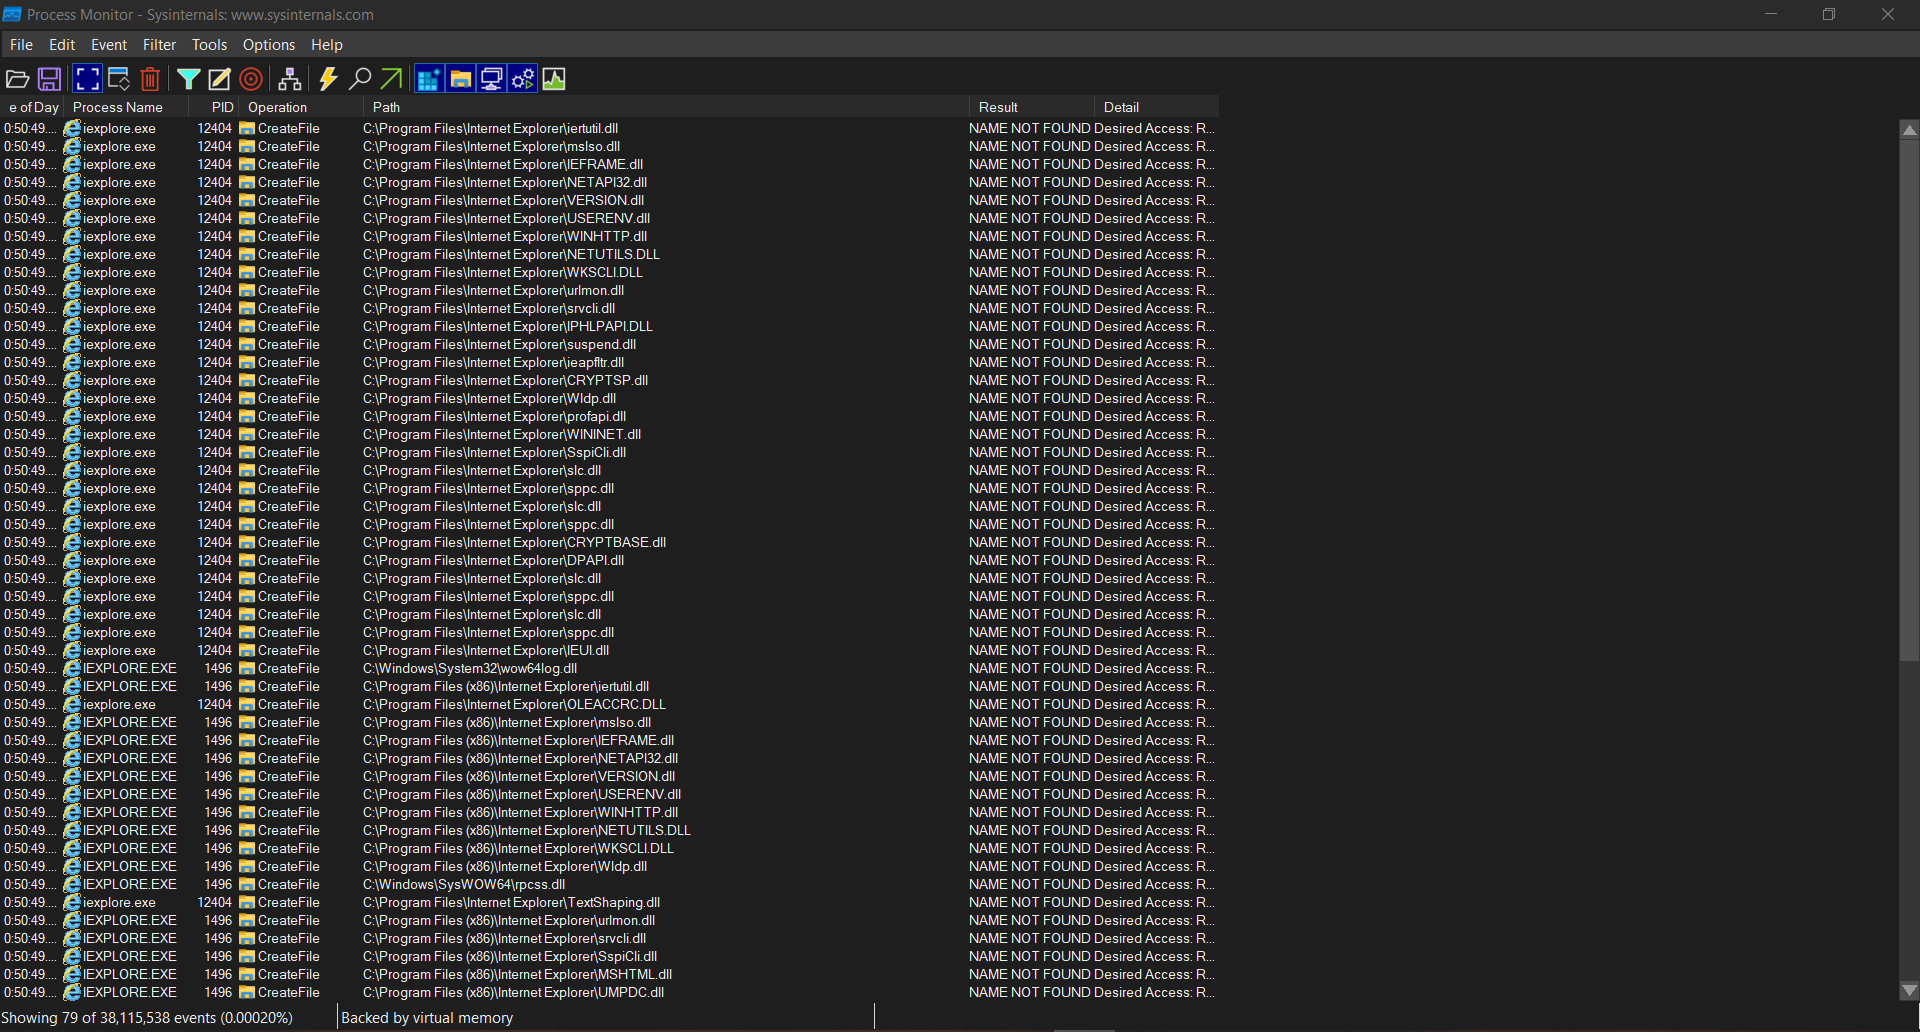 Process Monitor - Sysinternals: www.sysinternals.com
File Edit Event Filter Tools Options Help
e of Day Process Name PID Operation Path Result Detail
0:50:49.... iexplore.exe 12404 CreateFile C:\Program Files\Internet Explorer\iertutil.dll NAME NOT FOUND Desired Access: R...
0:50:49.... iexplore.exe 12404 CreateFile C:\Program Files\Internet Explorer\msIso.dll NAME NOT FOUND Desired Access: R...
0:50:49.... iexplore.exe 12404 CreateFile C:\Program Files\Internet Explorer\IEFRAME.dll NAME NOT FOUND Desired Access: R...
0:50:49.... iexplore.exe 12404 CreateFile C:\Program Files\Internet Explorer\NETAPI32.dll NAME NOT FOUND Desired Access: R...
0:50:49.... iexplore.exe 12404 CreateFile C:\Program Files\Internet Explorer\VERSION.dll NAME NOT FOUND Desired Access: R...
0:50:49.... iexplore.exe 12404 CreateFile C:\Program Files\Internet Explorer\USERENV.dll NAME NOT FOUND Desired Access: R...
0:50:49.... iexplore.exe 12404 CreateFile C:\Program Files\Internet Explorer\WINHTTP.dll NAME NOT FOUND Desired Access: R...
0:50:49.... iexplore.exe 12404 CreateFile C:\Program Files\Internet Explorer\NETUTILS.DLL NAME NOT FOUND Desired Access: R...
0:50:49.... iexplore.exe 12404 CreateFile C:\Program Files\Internet Explorer\WKSCLI.DLL NAME NOT FOUND Desired Access: R...
0:50:49.... iexplore.exe 12404 CreateFile C:\Program Files\Internet Explorer\urlmon.dll NAME NOT FOUND Desired Access: R...
0:50:49.... iexplore.exe 12404 CreateFile C:\Program Files\Internet Explorer\srvcli.dll NAME NOT FOUND Desired Access: R...
0:50:49.... iexplore.exe 12404 CreateFile C:\Program Files\Internet Explorer\IPHLPAPI.DLL NAME NOT FOUND Desired Access: R...
0:50:49.... iexplore.exe 12404 CreateFile C:\Program Files\Internet Explorer\suspend.dll NAME NOT FOUND Desired Access: R...
0:50:49.... iexplore.exe 12404 CreateFile C:\Program Files\Internet Explorer\ieapfltr.dll NAME NOT FOUND Desired Access: R...
0:50:49.... iexplore.exe 12404 CreateFile C:\Program Files\Internet Explorer\CRYPTSP.dll NAME NOT FOUND Desired Access: R...
0:50:49.... iexplore.exe 12404 CreateFile C:\Program Files\Internet Explorer\Wldp.dll NAME NOT FOUND Desired Access: R...
0:50:49.... iexplore.exe 12404 CreateFile C:\Program Files\Internet Explorer\profapi.dll NAME NOT FOUND Desired Access: R...
0:50:49.... iexplore.exe 12404 CreateFile C:\Program Files\Internet Explorer\WININET.dll NAME NOT FOUND Desired Access: R...
0:50:49.... iexplore.exe 12404 CreateFile C:\Program Files\Internet Explorer\SspiCli.dll NAME NOT FOUND Desired Access: R...
0:50:49.... iexplore.exe 12404 CreateFile C:\Program Files\Internet Explorer\slc.dll NAME NOT FOUND Desired Access: R...
0:50:49.... iexplore.exe 12404 CreateFile C:\Program Files\Internet Explorer\sppc.dll NAME NOT FOUND Desired Access: R...
0:50:49.... iexplore.exe 12404 CreateFile C:\Program Files\Internet Explorer\slc.dll NAME NOT FOUND Desired Access: R...
0:50:49.... iexplore.exe 12404 CreateFile C:\Program Files\Internet Explorer\sppc.dll NAME NOT FOUND Desired Access: R...
0:50:49.... iexplore.exe 12404 CreateFile C:\Program Files\Internet Explorer\CRYPTBASE.dll NAME NOT FOUND Desired Access: R...
0:50:49.... iexplore.exe 12404 CreateFile C:\Program Files\Internet Explorer\DPAPI.dll NAME NOT FOUND Desired Access: R...
0:50:49.... iexplore.exe 12404 CreateFile C:\Program Files\Internet Explorer\slc.dll NAME NOT FOUND Desired Access: R...
0:50:49.... iexplore.exe 12404 CreateFile C:\Program Files\Internet Explorer\sppc.dll NAME NOT FOUND Desired Access: R...
0:50:49.... iexplore.exe 12404 CreateFile C:\Program Files\Internet Explorer\slc.dll NAME NOT FOUND Desired Access: R...
0:50:49.... iexplore.exe 12404 CreateFile C:\Program Files\Internet Explorer\sppc.dll NAME NOT FOUND Desired Access: R...
0:50:49.... iexplore.exe 12404 CreateFile C:\Program Files\Internet Explorer\IEUI.dll NAME NOT FOUND Desired Access: R...
0:50:49.... IEXPLORE.EXE 1496 CreateFile C:\Windows\System32\wow64log.dll NAME NOT FOUND Desired Access: R...
0:50:49.... IEXPLORE.EXE 1496 CreateFile C:\Program Files (x86)\Internet Explorer\iertutil.dll NAME NOT FOUND Desired Access: R...
0:50:49.... iexplore.exe 12404 CreateFile C:\Program Files\Internet Explorer\OLEACCRC.DLL NAME NOT FOUND Desired Access: R...
0:50:49.... IEXPLORE.EXE 1496 CreateFile C:\Program Files (x86)\Internet Explorer\msIso.dll NAME NOT FOUND Desired Access: R...
0:50:49.... IEXPLORE.EXE 1496 CreateFile C:\Program Files (x86)\Internet Explorer\IEFRAME.dll NAME NOT FOUND Desired Access: R...
0:50:49.... IEXPLORE.EXE 1496 CreateFile C:\Program Files (x86)\Internet Explorer\NETAPI32.dll NAME NOT FOUND Desired Access: R...
0:50:49.... IEXPLORE.EXE 1496 CreateFile C:\Program Files (x86)\Internet Explorer\VERSION.dll NAME NOT FOUND Desired Access: R...
0:50:49.... IEXPLORE.EXE 1496 CreateFile C:\Program Files (x86)\Internet Explorer\USERENV.dll NAME NOT FOUND Desired Access: R...
0:50:49.... IEXPLORE.EXE 1496 CreateFile C:\Program Files (x86)\Internet Explorer\WINHTTP.dll NAME NOT FOUND Desired Access: R...
0:50:49.... IEXPLORE.EXE 1496 CreateFile C:\Program Files (x86)\Internet Explorer\NETUTILS.DLL NAME NOT FOUND Desired Access: R...
0:50:49.... IEXPLORE.EXE 1496 CreateFile C:\Program Files (x86)\Internet Explorer\WKSCLI.DLL NAME NOT FOUND Desired Access: R...
0:50:49.... IEXPLORE.EXE 1496 CreateFile C:\Program Files (x86)\Internet Explorer\Wldp.dll NAME NOT FOUND Desired Access: R...
0:50:49.... IEXPLORE.EXE 1496 CreateFile C:\Windows\SysWOW64\rpcss.dll NAME NOT FOUND Desired Access: R...
0:50:49.... iexplore.exe 12404 CreateFile C:\Program Files\Internet Explorer\TextShaping.dll NAME NOT FOUND Desired Access: R...
0:50:49.... IEXPLORE.EXE 1496 CreateFile C:\Program Files (x86)\Internet Explorer\urlmon.dll NAME NOT FOUND Desired Access: R...
0:50:49.... IEXPLORE.EXE 1496 CreateFile C:\Program Files (x86)\Internet Explorer\srvcli.dll NAME NOT FOUND Desired Access: R...
0:50:49.... IEXPLORE.EXE 1496 CreateFile C:\Program Files (x86)\Internet Explorer\SspiCli.dll NAME NOT FOUND Desired Access: R...
0:50:49.... IEXPLORE.EXE 1496 CreateFile C:\Program Files (x86)\Internet Explorer\MSHTML.dll NAME NOT FOUND Desired Access: R...
0:50:49.... IEXPLORE.EXE 1496 CreateFile C:\Program Files (x86)\Internet Explorer\UMPDC.dll NAME NOT FOUND Desired Access: R...
Showing 79 of 38,115,538 events (0.00020%) Backed by virtual memory